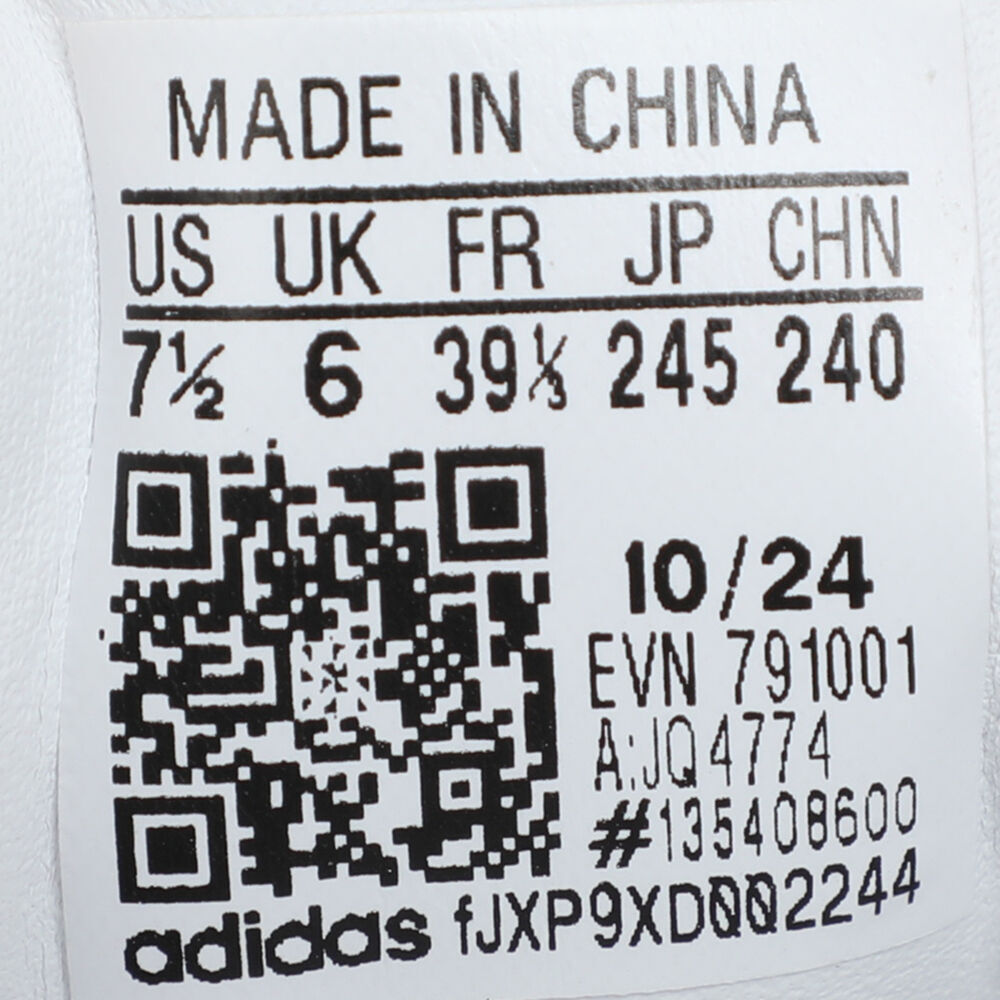 MADE IN CHINA
US UK FR JP CHN
7½ 6 39⅓ 245 240
10/24
EVN 791001
A:JQ4774
#135408600
adidas fJXP9XD002244